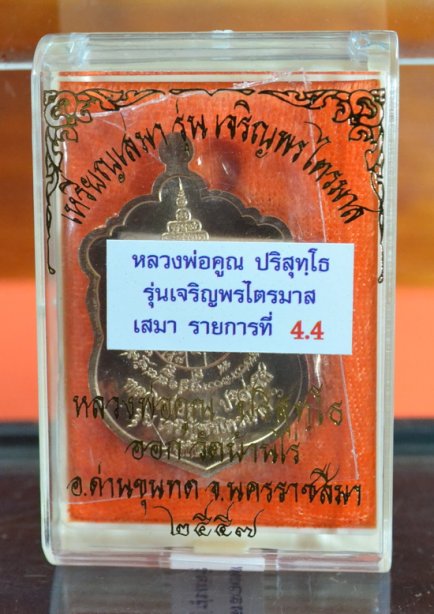 เหรียญเสมา รุ่น เจริญพร ไตรมาส
หลวงพ่อคูณ ปริสุทฺโธ
รุ่นเจริญพรไตรมาส
เสมา รายการที่ 4.4
หลวงพ่อคูณ ปริสุทฺโธ
ออกวัดบ้านไร่
อ.ด่านขุนทด จ.นครราชสีมา
๒๕๕๗